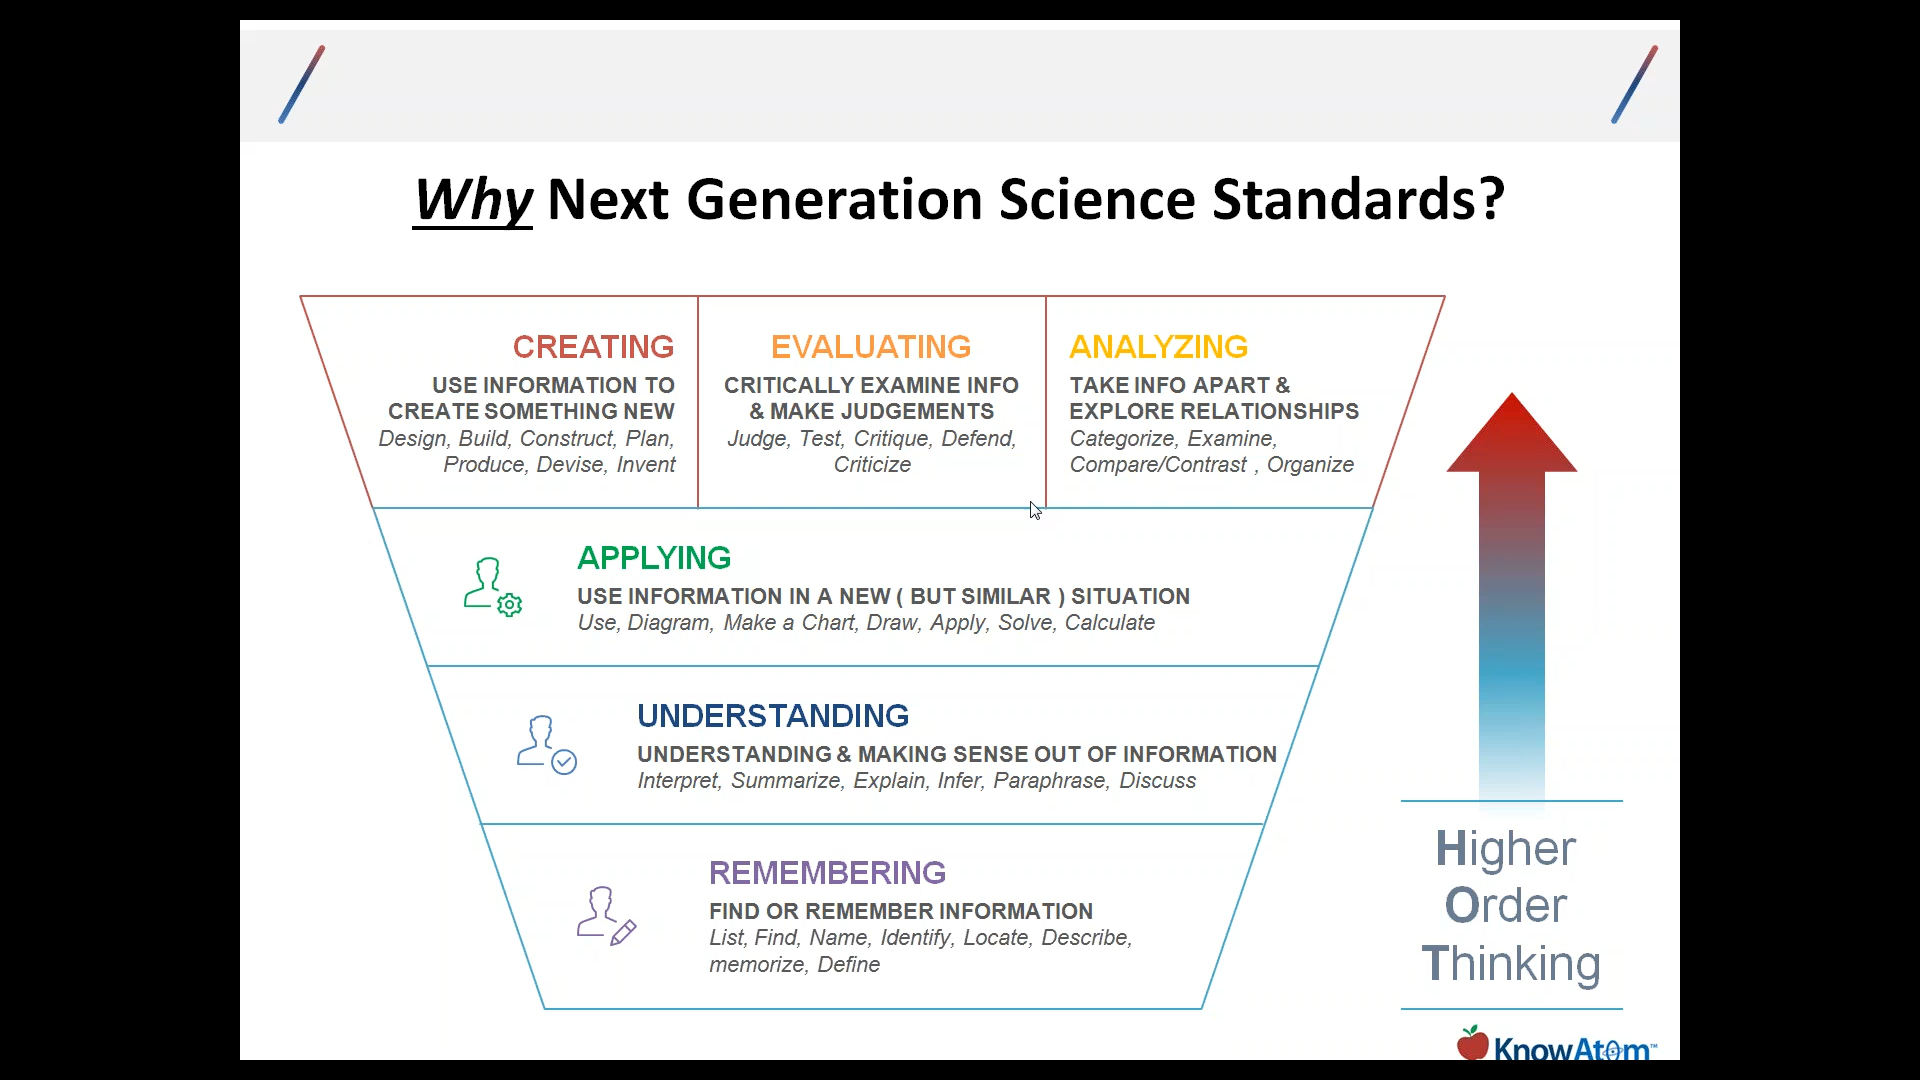 Why Next Generation Science Standards?
CREATING
USE INFORMATION TO
CREATE SOMETHING NEW
Design, Build, Construct, Plan,
Produce, Devise, Invent
EVALUATING
CRITICALLY EXAMINE INFO
& MAKE JUDGEMENTS
Judge, Test, Critique, Defend,
Criticize
ANALYZING
TAKE INFO APART &
EXPLORE RELATIONSHIPS
Categorize, Examine,
Compare/Contrast , Organize
APPLYING
USE INFORMATION IN A NEW ( BUT SIMILAR ) SITUATION
Use, Diagram, Make a Chart, Draw, Apply, Solve, Calculate
UNDERSTANDING
UNDERSTANDING & MAKING SENSE OUT OF INFORMATION
Interpret, Summarize, Explain, Infer, Paraphrase, Discuss
REMEMBERING
FIND OR REMEMBER INFORMATION
List, Find, Name, Identify, Locate, Describe,
memorize, Define
Higher
Order
Thinking
KnowAtom™